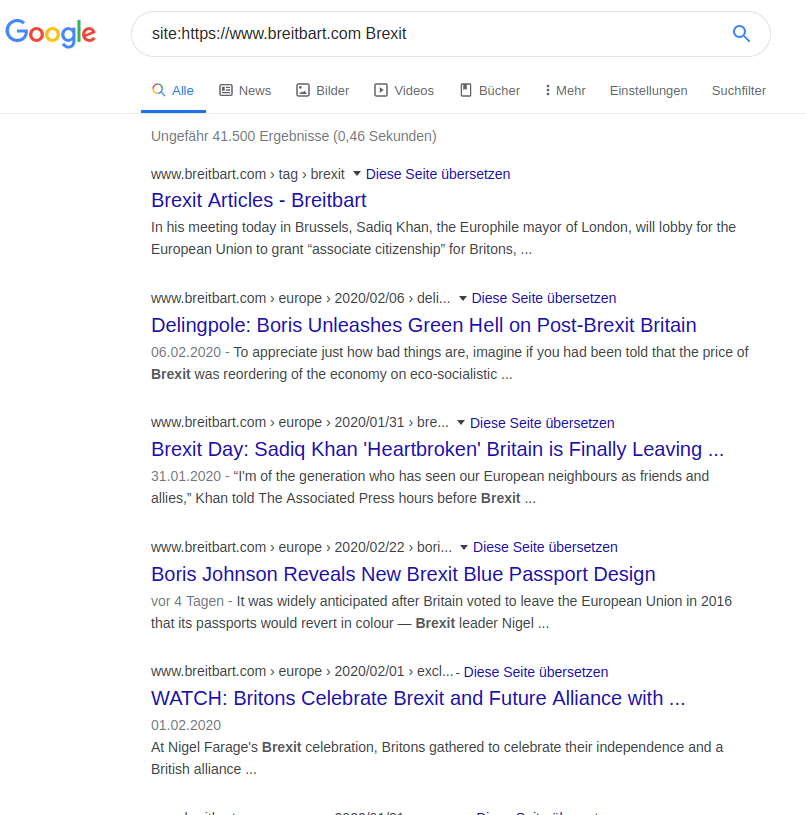 Google
site:https://www.breitbart.com Brexit
Alle News Bilder Videos Bücher Mehr Einstellungen Suchfilter
Ungefähr 41.500 Ergebnisse (0,46 Sekunden)
www.breitbart.com › tag › brexit Diese Seite übersetzen
Brexit Articles - Breitbart
In his meeting today in Brussels, Sadiq Khan, the Europhile mayor of London, will lobby for the
European Union to grant “associate citizenship” for Britons, ...
www.breitbart.com › europe › 2020/02/06 › deli... Diese Seite übersetzen
Delingpole: Boris Unleashes Green Hell on Post-Brexit Britain
06.02.2020 - To appreciate just how bad things are, imagine if you had been told that the price of
Brexit was reordering of the economy on eco-socialistic ...
www.breitbart.com › europe › 2020/01/31 › bre... Diese Seite übersetzen
Brexit Day: Sadiq Khan 'Heartbroken' Britain is Finally Leaving ...
31.01.2020 - “I'm of the generation who has seen our European neighbours as friends and
allies,” Khan told The Associated Press hours before Brexit ...
www.breitbart.com › europe › 2020/02/22 › bori... Diese Seite übersetzen
Boris Johnson Reveals New Brexit Blue Passport Design
vor 4 Tagen - It was widely anticipated after Britain voted to leave the European Union in 2016
that its passports would revert in colour — Brexit leader Nigel ...
www.breitbart.com › europe › 2020/02/01 › excl... - Diese Seite übersetzen
WATCH: Britons Celebrate Brexit and Future Alliance with ...
01.02.2020
At Nigel Farage's Brexit celebration, Britons gathered to celebrate their independence and a
British alliance ...